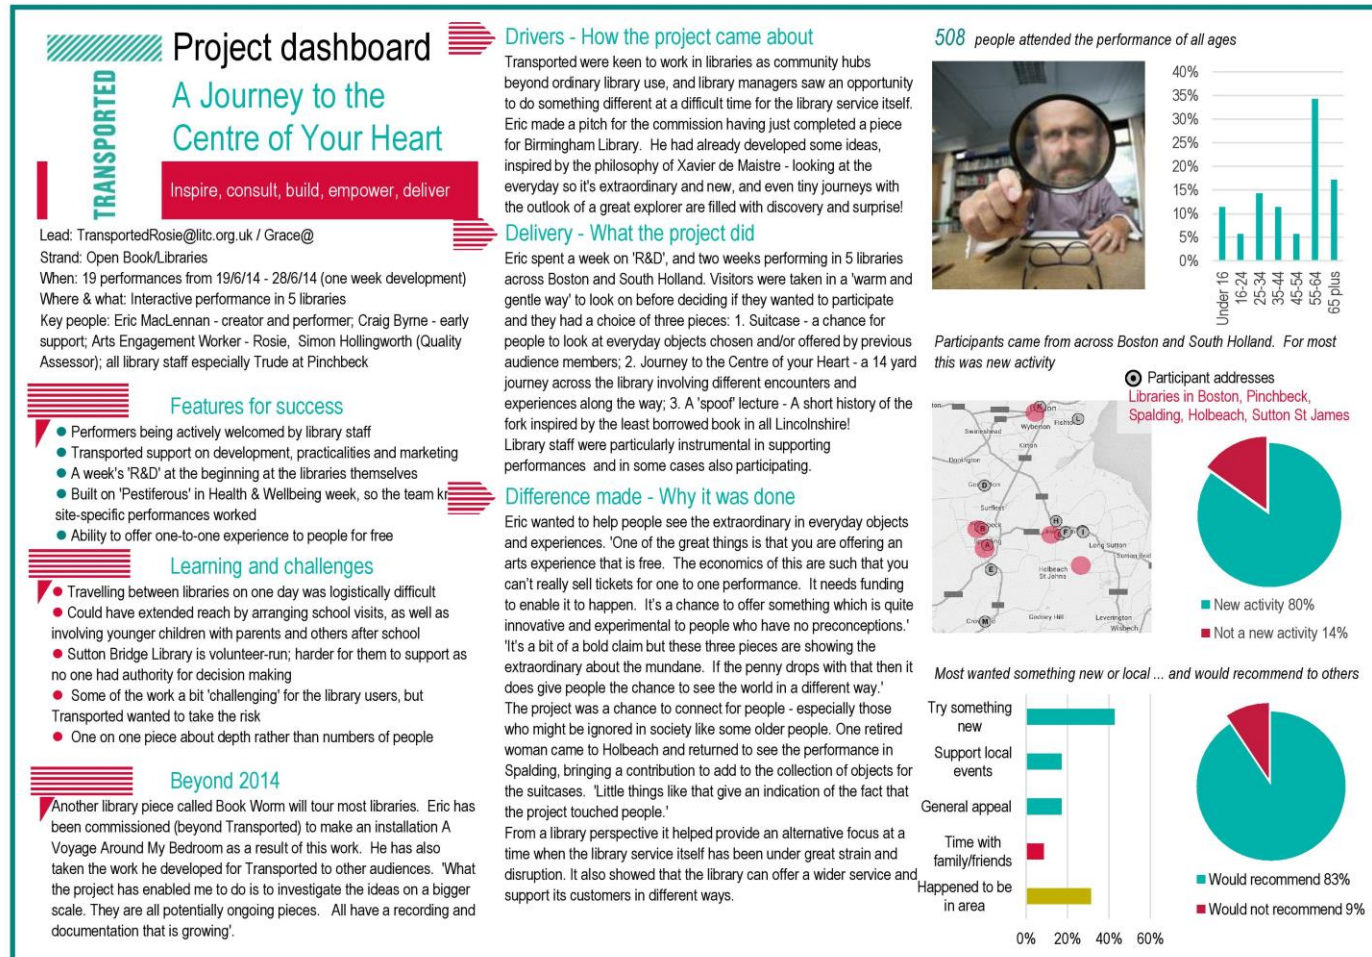 TRANSPORTED
Project dashboard
A Journey to the
Centre of Your Heart
Inspire, consult, build, empower, deliver
Lead: TransportedRosie@litc.org.uk / Grace@
Strand: Open Book/Libraries
When: 19 performances from 19/6/14 - 28/6/14 (one week development)
Where & what: Interactive performance in 5 libraries
Key people: Eric MacLennan - creator and performer; Craig Byrne - early
support; Arts Engagement Worker - Rosie, Simon Hollingworth (Quality
Assessor); all library staff especially Trude at Pinchbeck
Features for success
Performers being actively welcomed by library staff
Transported support on development, practicalities and marketing
A week's 'R&D' at the beginning at the libraries themselves
Built on 'Pestiferous' in Health & Wellbeing week, so the team kn
site-specific performances worked
Ability to offer one-to-one experience to people for free
Learning and challenges
Travelling between libraries on one day was logistically difficult
Could have extended reach by arranging school visits, as well as
involving younger children with parents and others after school
Sutton Bridge Library is volunteer-run; harder for them to support as
no one had authority for decision making
Some of the work a bit 'challenging' for the library users, but
Transported wanted to take the risk
One on one piece about depth rather than numbers of people
Beyond 2014
Another library piece called Book Worm will tour most libraries. Eric has
been commissioned (beyond Transported) to make an installation A
Voyage Around My Bedroom as a result of this work. He has also
taken the work he developed for Transported to other audiences. 'What
the project has enabled me to do is to investigate the ideas on a bigger
scale. They are all potentially ongoing pieces. All have a recording and
documentation that is growing'.
Drivers - How the project came about
Transported were keen to work in libraries as community hubs
beyond ordinary library use, and library managers saw an opportunity
to do something different at a difficult time for the library service itself.
Eric made a pitch for the commission having just completed a piece
for Birmingham Library. He had already developed some ideas,
inspired by the philosophy of Xavier de Maistre - looking at the
everyday so it's extraordinary and new, and even tiny journeys with
the outlook of a great explorer are filled with discovery and surprise!
Delivery - What the project did
Eric spent a week on 'R&D', and two weeks performing in 5 libraries
across Boston and South Holland. Visitors were taken in a 'warm and
gentle way' to look on before deciding if they wanted to participate
and they had a choice of three pieces: 1. Suitcase - a chance for
people to look at everyday objects chosen and/or offered by previous
audience members; 2. Journey to the Centre of your Heart - a 14 yard
journey across the library involving different encounters and
experiences along the way; 3. A 'spoof' lecture - A short history of the
fork inspired by the least borrowed book in all Lincolnshire!
Library staff were particularly instrumental in supporting
performances and in some cases also participating.
Difference made - Why it was done
Eric wanted to help people see the extraordinary in everyday objects
and experiences. 'One of the great things is that you are offering an
arts experience that is free. The economics of this are such that you
can't really sell tickets for one to one performance. It needs funding
to enable it to happen. It's a chance to offer something which is quite
innovative and experimental to people who have no preconceptions.'
'It's a bit of a bold claim but these three pieces are showing the
extraordinary about the mundane. If the penny drops with that then it
does give people the chance to see the world in a different way.'
The project was a chance to connect for people - especially those
who might be ignored in society like some older people. One retired
woman came to Holbeach and returned to see the performance in
Spalding, bringing a contribution to add to the collection of objects for
the suitcases. 'Little things like that give an indication of the fact that
the project touched people.'
From a library perspective it helped provide an alternative focus at a
time when the library service itself has been under great strain and
disruption. It also showed that the library can offer a wider service and
support its customers in different ways.
508 people attended the performance of all ages
40%
35%
30%
25%
20%
15%
10%
5%
0%
Under 16
16-24
25-34
35-44
45-54
55-64
65 plus
Participants came from across Boston and South Holland. For most
this was new activity
Participant addresses
Libraries in Boston, Pinchbeck,
Spalding, Holbeach, Sutton St James
Swineshead
Wyberton
Kirton
Donington
L
D
H
B
A
F
I
E
M
Long Sutton
Holbeach
St Johns
Gedney Hill
Leverington
Wisbech
New activity 80%
Not a new activity 14%
Most wanted something new or local ... and would recommend to others
Try something
new
Support local
events
General appeal
Time with
family/friends
Happened to be
in area
0% 20% 40% 60%
Would recommend 83%
Would not recommend 9%